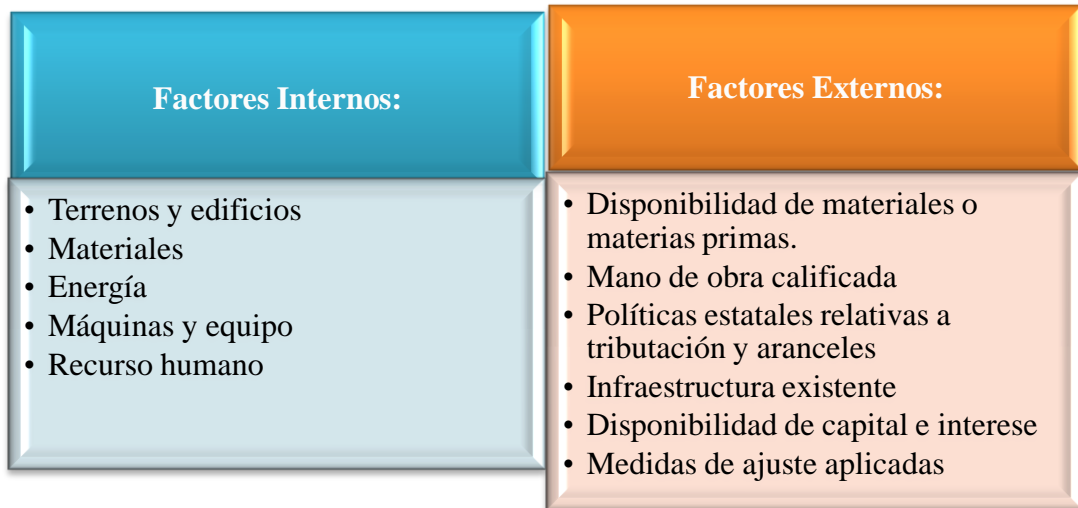 Factores Internos:
• Terrenos y edificios
• Materiales
• Energía
• Máquinas y equipo
• Recurso humano
Factores Externos:
• Disponibilidad de materiales o
materias primas.
• Mano de obra calificada
• Políticas estatales relativas a
tributación y aranceles
• Infraestructura existente
• Disponibilidad de capital e interese
• Medidas de ajuste aplicadas